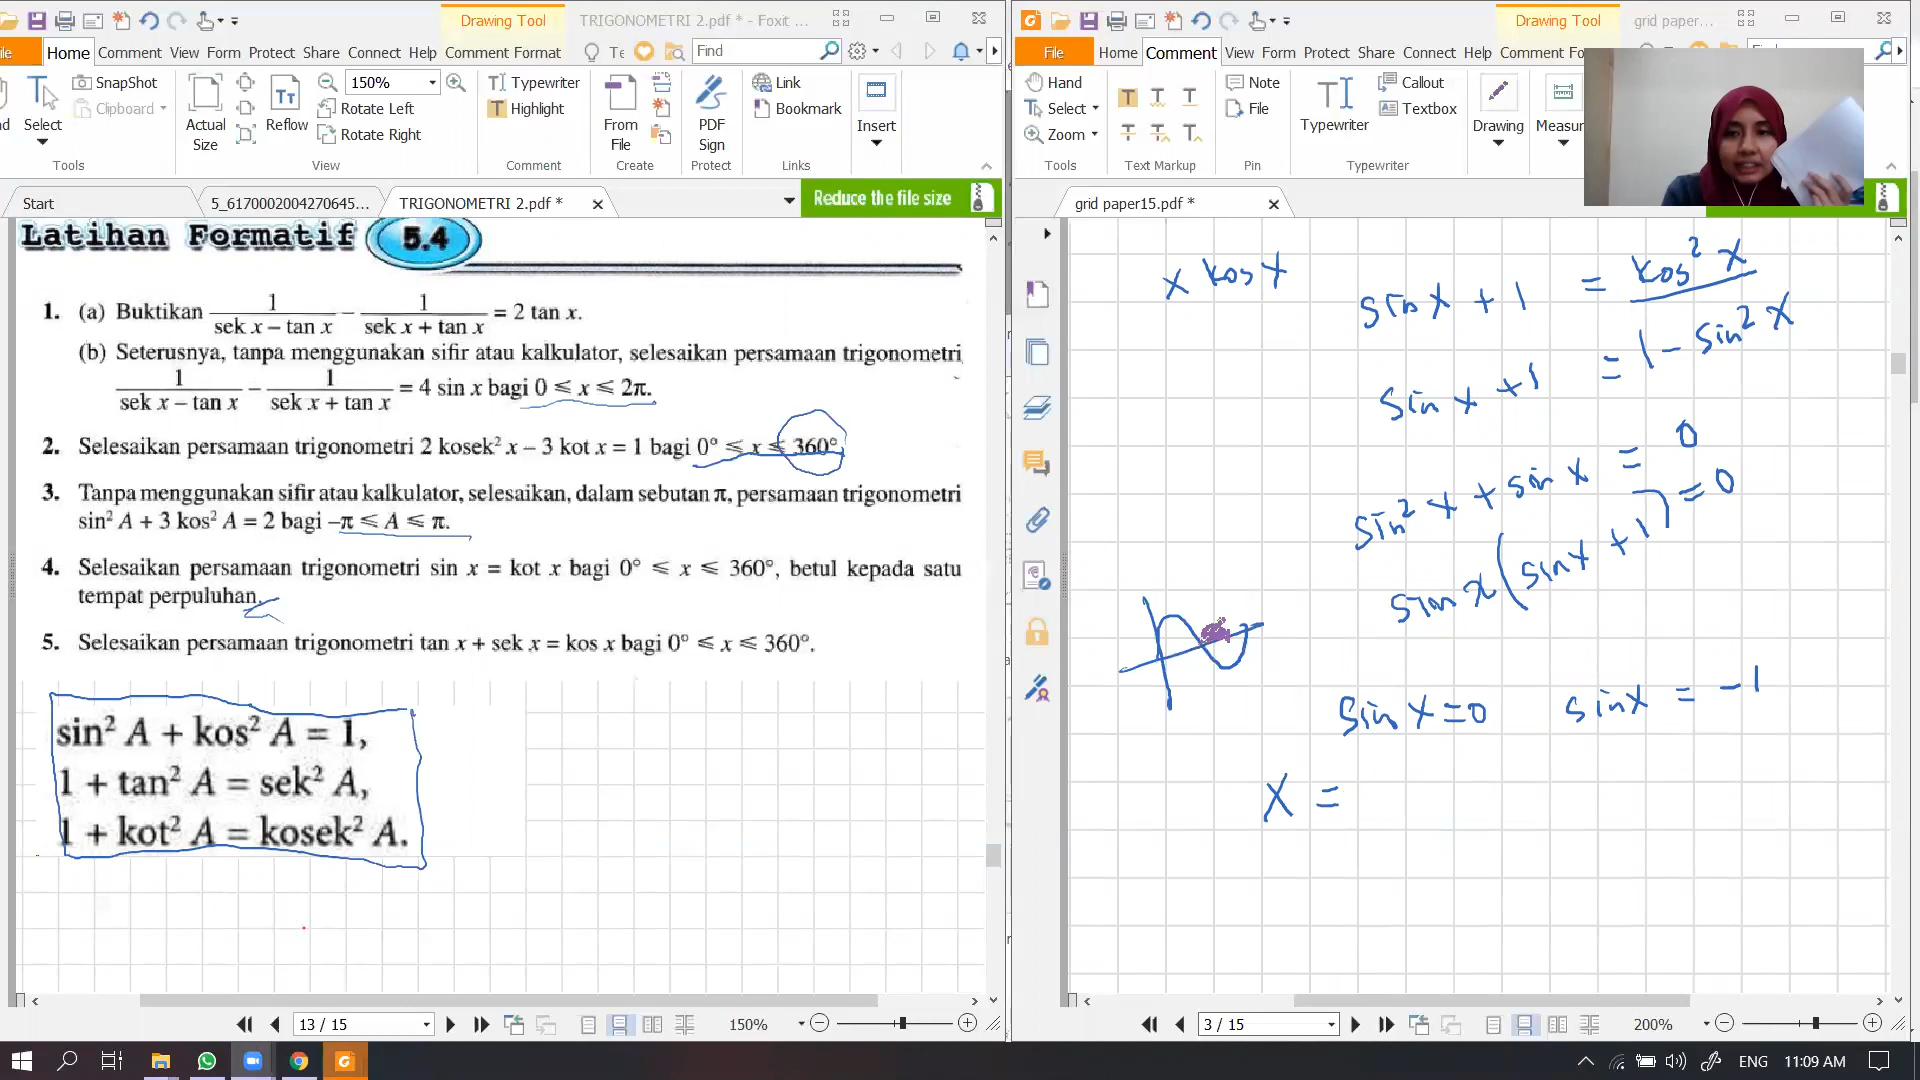 Drawing Tool
TRIGONOMETRI 2.pdf * - Foxit ...
File Home Comment View Form Protect Share Connect Help Comment Format
Find
SnapShot
Clipboard
Select
Actual Size
Reflow
150%
Rotate Left
Rotate Right
Typewriter
Highlight
From File
PDF Sign
Link
Bookmark
Insert
Tools View Comment Create Protect Links
Start
5_6170002004270645...
TRIGONOMETRI 2.pdf *
Reduce the file size
Latihan Formatif 5.4
1. (a) Buktikan 1/(sek x – tan x) – 1/(sek x + tan x) = 2 tan x.
(b) Seterusnya, tanpa menggunakan sifir atau kalkulator, selesaikan persamaan trigonometri
1/(sek x – tan x) – 1/(sek x + tan x) = 4 sin x bagi 0 ⩽ x ⩽ 2π.
2. Selesaikan persamaan trigonometri 2 kosek² x – 3 kot x = 1 bagi 0° ⩽ x ⩽ 360°.
3. Tanpa menggunakan sifir atau kalkulator, selesaikan, dalam sebutan π, persamaan trigonometri
sin² A + 3 kos² A = 2 bagi –π ⩽ A ⩽ π.
4. Selesaikan persamaan trigonometri sin x = kot x bagi 0° ⩽ x ⩽ 360°, betul kepada satu
tempat perpuluhan.
5. Selesaikan persamaan trigonometri tan x + sek x = kos x bagi 0° ⩽ x ⩽ 360°.
sin² A + kos² A = 1,
1 + tan² A = sek² A,
1 + kot² A = kosek² A.
13 / 15
150%
Drawing Tool
grid paper...
File Home Comment View Form Protect Share Connect Help
Hand
Select
Zoom
Note
File
Typewriter
Callout
Textbox
Drawing
Tools Text Markup Pin Typewriter
grid paper15.pdf *
x kos x
sin x + 1 = kos² x
sin x + 1 = 1 - sin² x
sin² x + sin x = 0
sin x (sin x + 1) = 0
sin x = 0 sin x = -1
x =
3 / 15
200%
ENG 11:09 AM